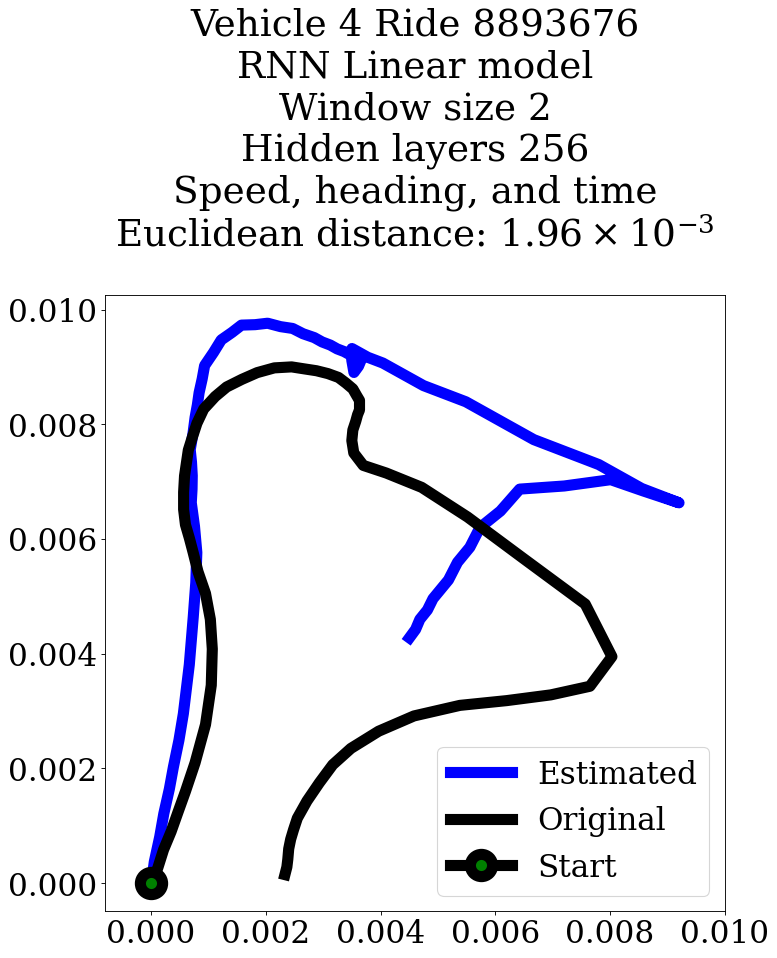 Vehicle 4 Ride 8893676
RNN Linear model
Window size 2
Hidden layers 256
Speed, heading, and time
Euclidean distance: 1.96 × 10⁻³
0.010
0.008
0.006
0.004
0.002
0.000
Estimated
Original
Start
0.000 0.002 0.004 0.006 0.008 0.010